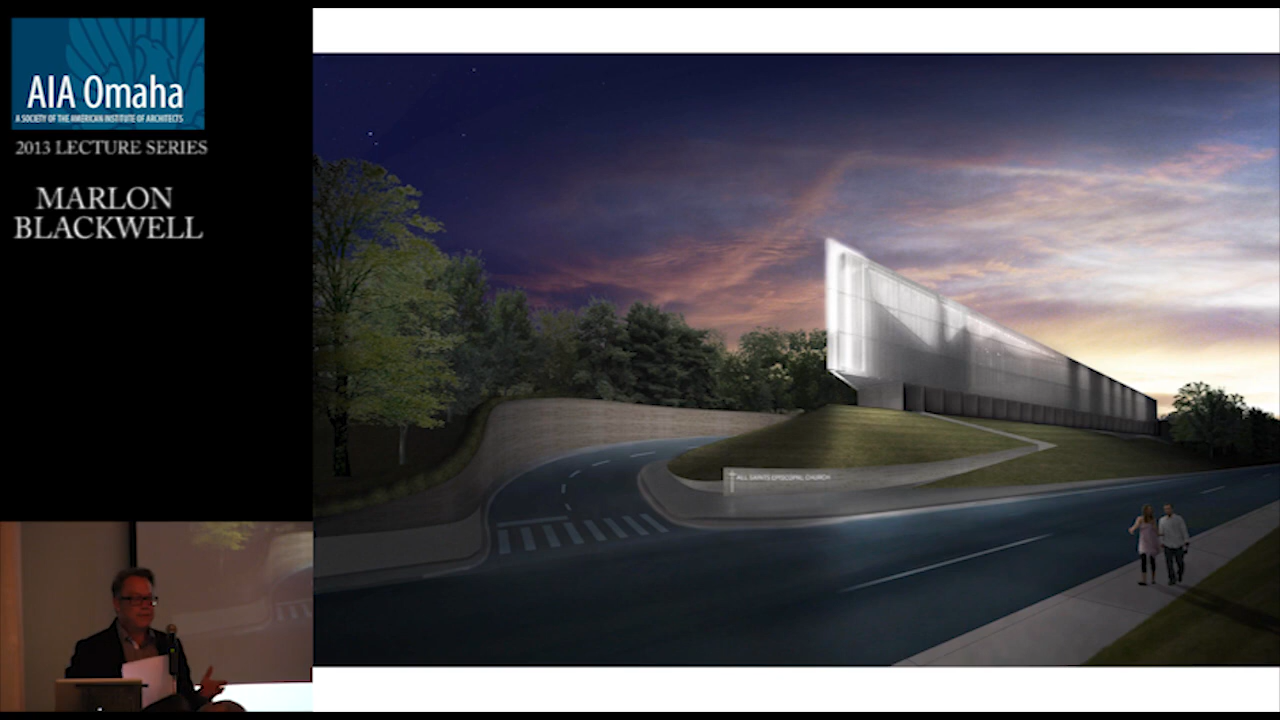 AIA Omaha
A SOCIETY OF THE AMERICAN INSTITUTE OF ARCHITECTS
2013 LECTURE SERIES
MARLON
BLACKWELL
ALL SAINTS EPISCOPAL CHURCH